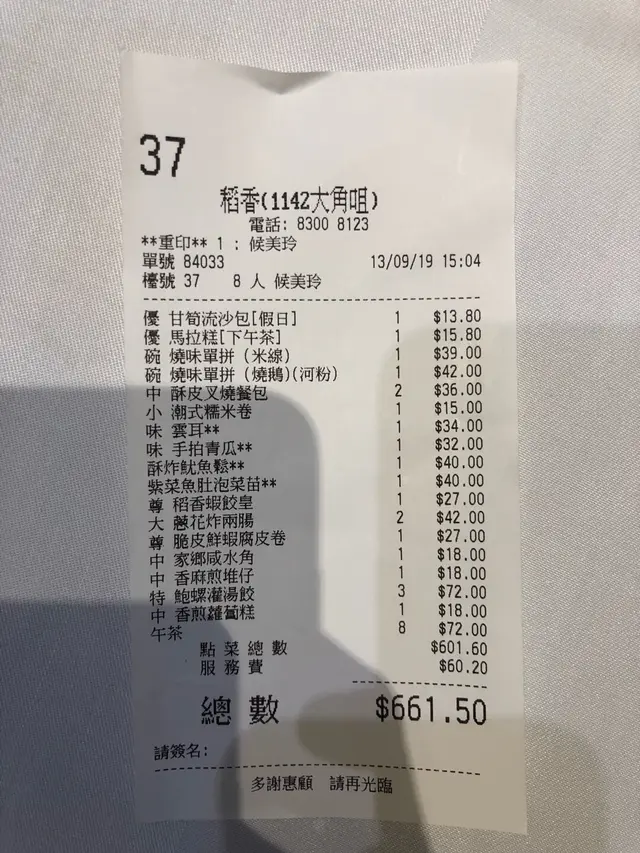 37
稻香(1142大角咀)
電話: 8300 8123
**重印** 1 : 候美玲
單號 84033 13/09/19 15:04
檯號 37 8 人 候美玲
優 甘筍流沙包[假日] 1 $13.80
優 馬拉糕[下午茶] 1 $15.80
碗 燒味單拼(米線) 1 $39.00
碗 燒味單拼(燒鵝)(河粉) 1 $42.00
中 酥皮叉燒餐包 2 $36.00
小 潮式糯米卷 1 $15.00
味 雲耳** 1 $34.00
味 手拍青瓜** 1 $32.00
酥炸魷魚鬆** 1 $40.00
紫菜魚肚泡菜苗** 1 $40.00
尊 稻香蝦餃皇 1 $27.00
大 蔥花炸兩腸 2 $42.00
尊 脆皮鮮蝦腐皮卷 1 $27.00
中 家鄉咸水角 1 $18.00
中 香麻煎堆仔 1 $18.00
特 鮑螺灌湯餃 3 $72.00
中 香煎蘿蔔糕 1 $18.00
午茶 8 $72.00
點菜總數 $601.60
服務費 $60.20
總數 $661.50
請簽名:
多謝惠顧 請再光臨